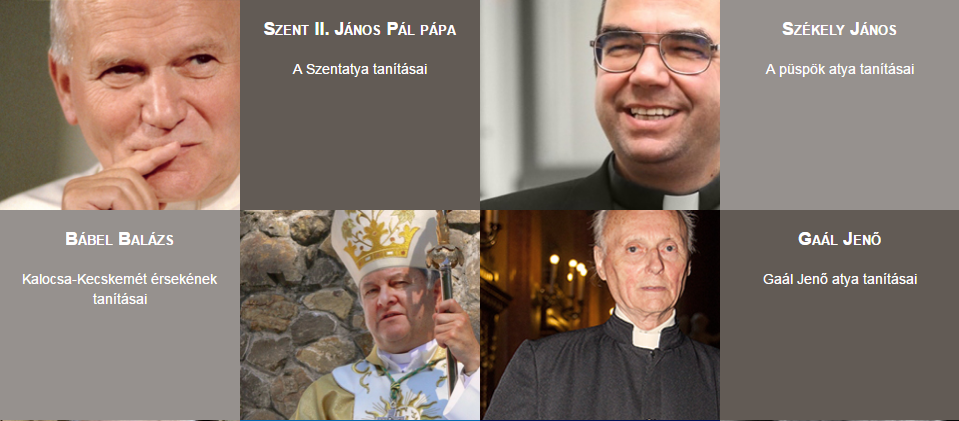 Szent II. János Pál pápa
A Szentatya tanításai
Székely János
A püspök atya tanításai
Bábel Balázs
Kalocsa-Kecskemét érsekének
tanításai
Gaál Jenő
Gaál Jenő atya tanításai